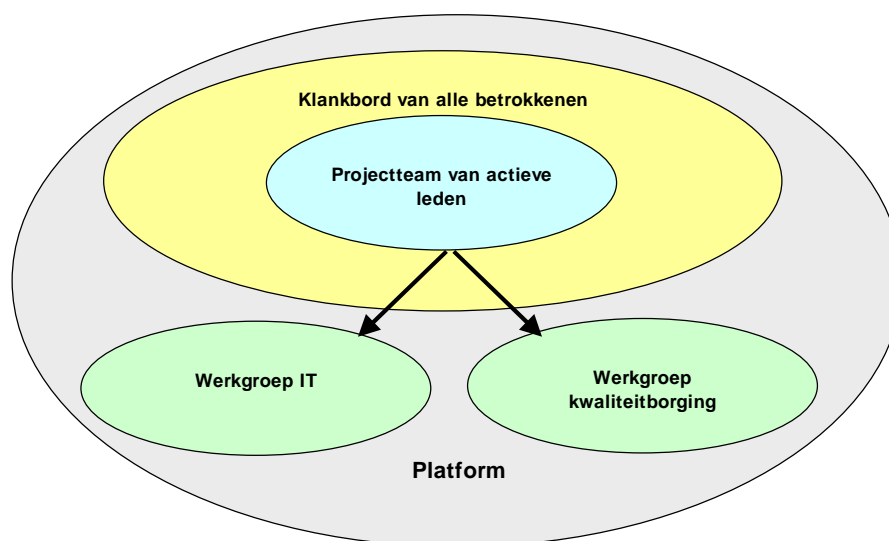 Klankbord van alle betrokkenen
Projectteam van actieve
leden
Werkgroep IT
Werkgroep
kwaliteitborging
Platform